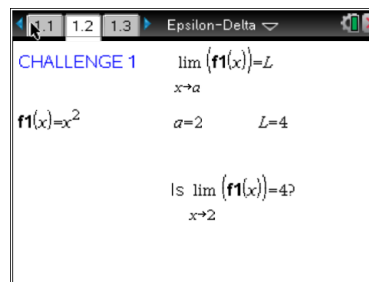 1.1 1.2 1.3 Epsilon-Delta
CHALLENGE 1 lim (f1(x))=L
x→a
f1(x)=x² a=2 L=4
Is lim (f1(x))=4?
x→2